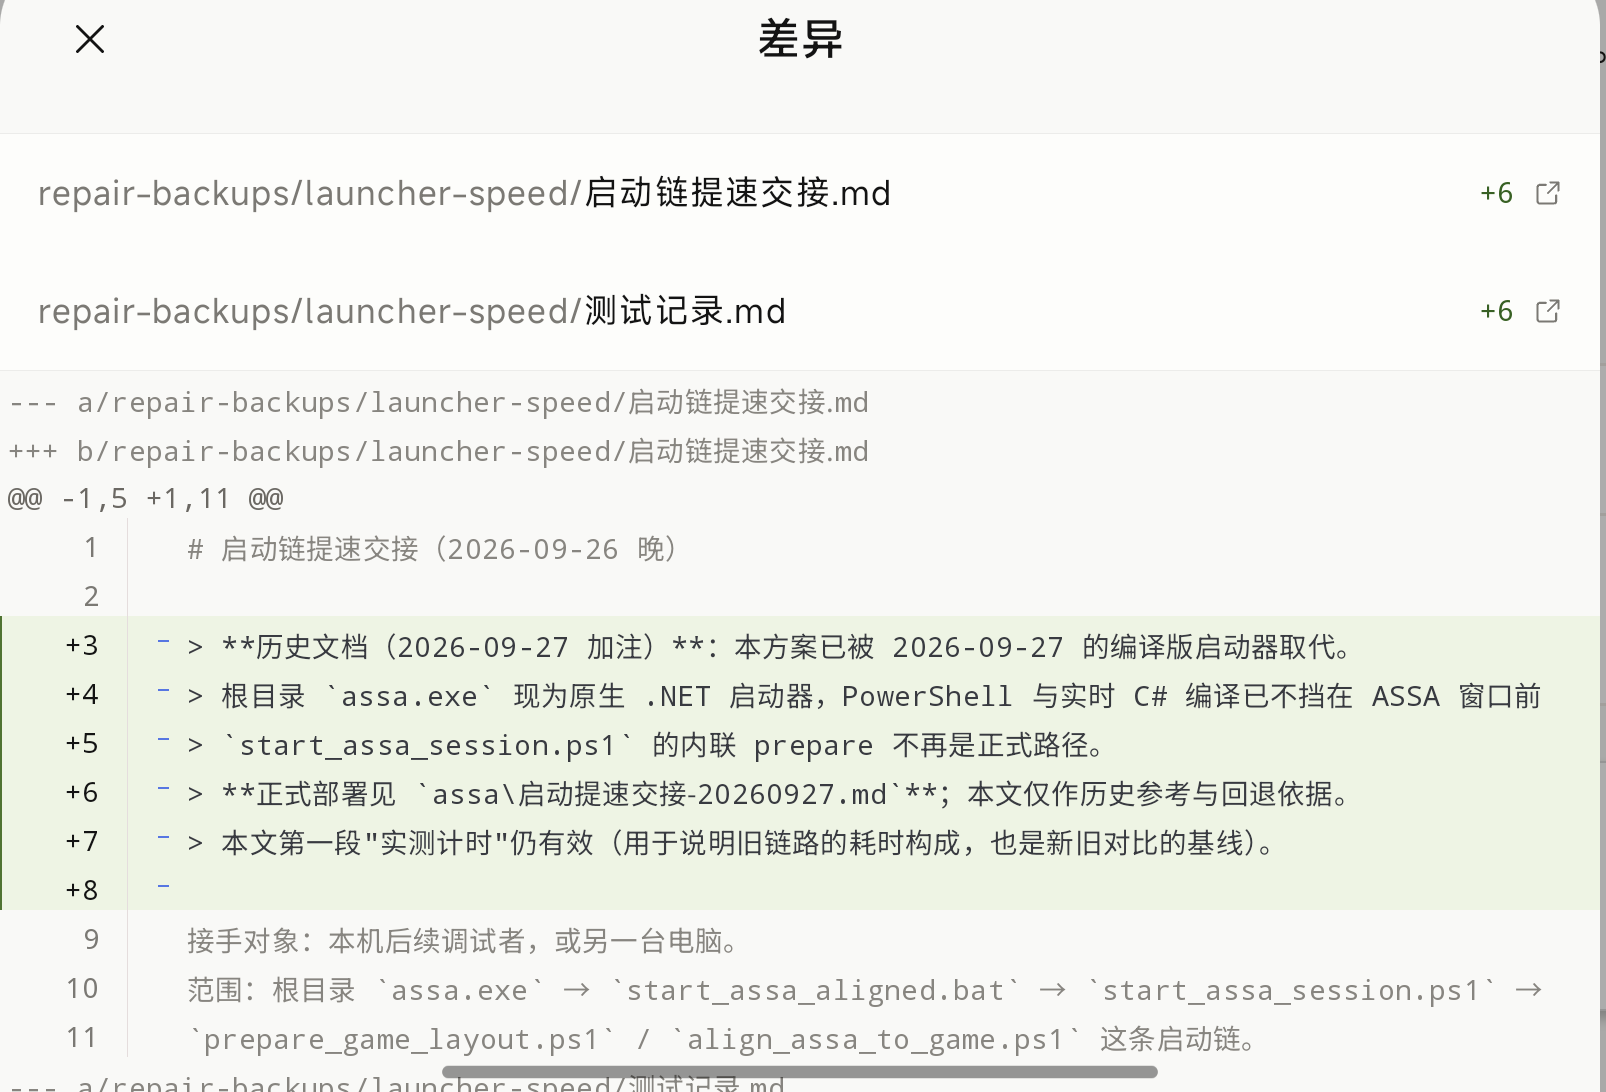 差异
repair-backups/launcher-speed/启动链提速交接.md +6
repair-backups/launcher-speed/测试记录.md +6
--- a/repair-backups/launcher-speed/启动链提速交接.md
+++ b/repair-backups/launcher-speed/启动链提速交接.md
@@ -1,5 +1,11 @@
1 # 启动链提速交接（2026-09-26 晚）
2
+3 - > **历史文档（2026-09-27 加注）**：本方案已被 2026-09-27 的编译版启动器取代。
+4 - > 根目录 `assa.exe` 现为原生 .NET 启动器，PowerShell 与实时 C# 编译已不挡在 ASSA 窗口前
+5 - > `start_assa_session.ps1` 的内联 prepare 不再是正式路径。
+6 - > **正式部署见 `assa\启动提速交接-20260927.md`**；本文仅作历史参考与回退依据。
+7 - > 本文第一段"实测计时"仍有效（用于说明旧链路的耗时构成，也是新旧对比的基线）。
+8 -
9 接手对象：本机后续调试者，或另一台电脑。
10 范围：根目录 `assa.exe` → `start_assa_aligned.bat` → `start_assa_session.ps1` →
11 `prepare_game_layout.ps1` / `align_assa_to_game.ps1` 这条启动链。
--- a/repair-backups/launcher-speed/测试记录.md